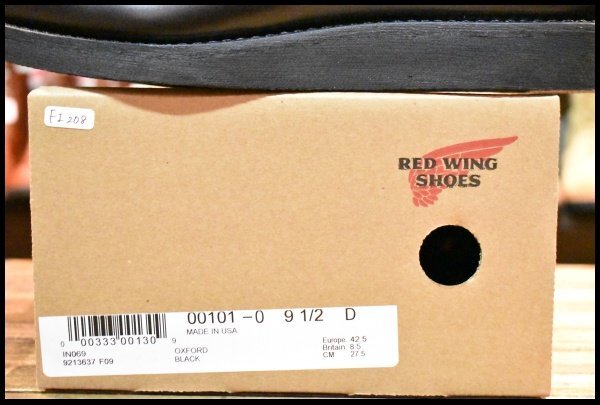 FI208
RED WING
SHOES
00101-0 9 1/2 D
MADE IN USA
0 00333 00130 9
IN069
9213637 F09
OXFORD
BLACK
Europe. 42.5
Britain. 8.5
CM 27.5